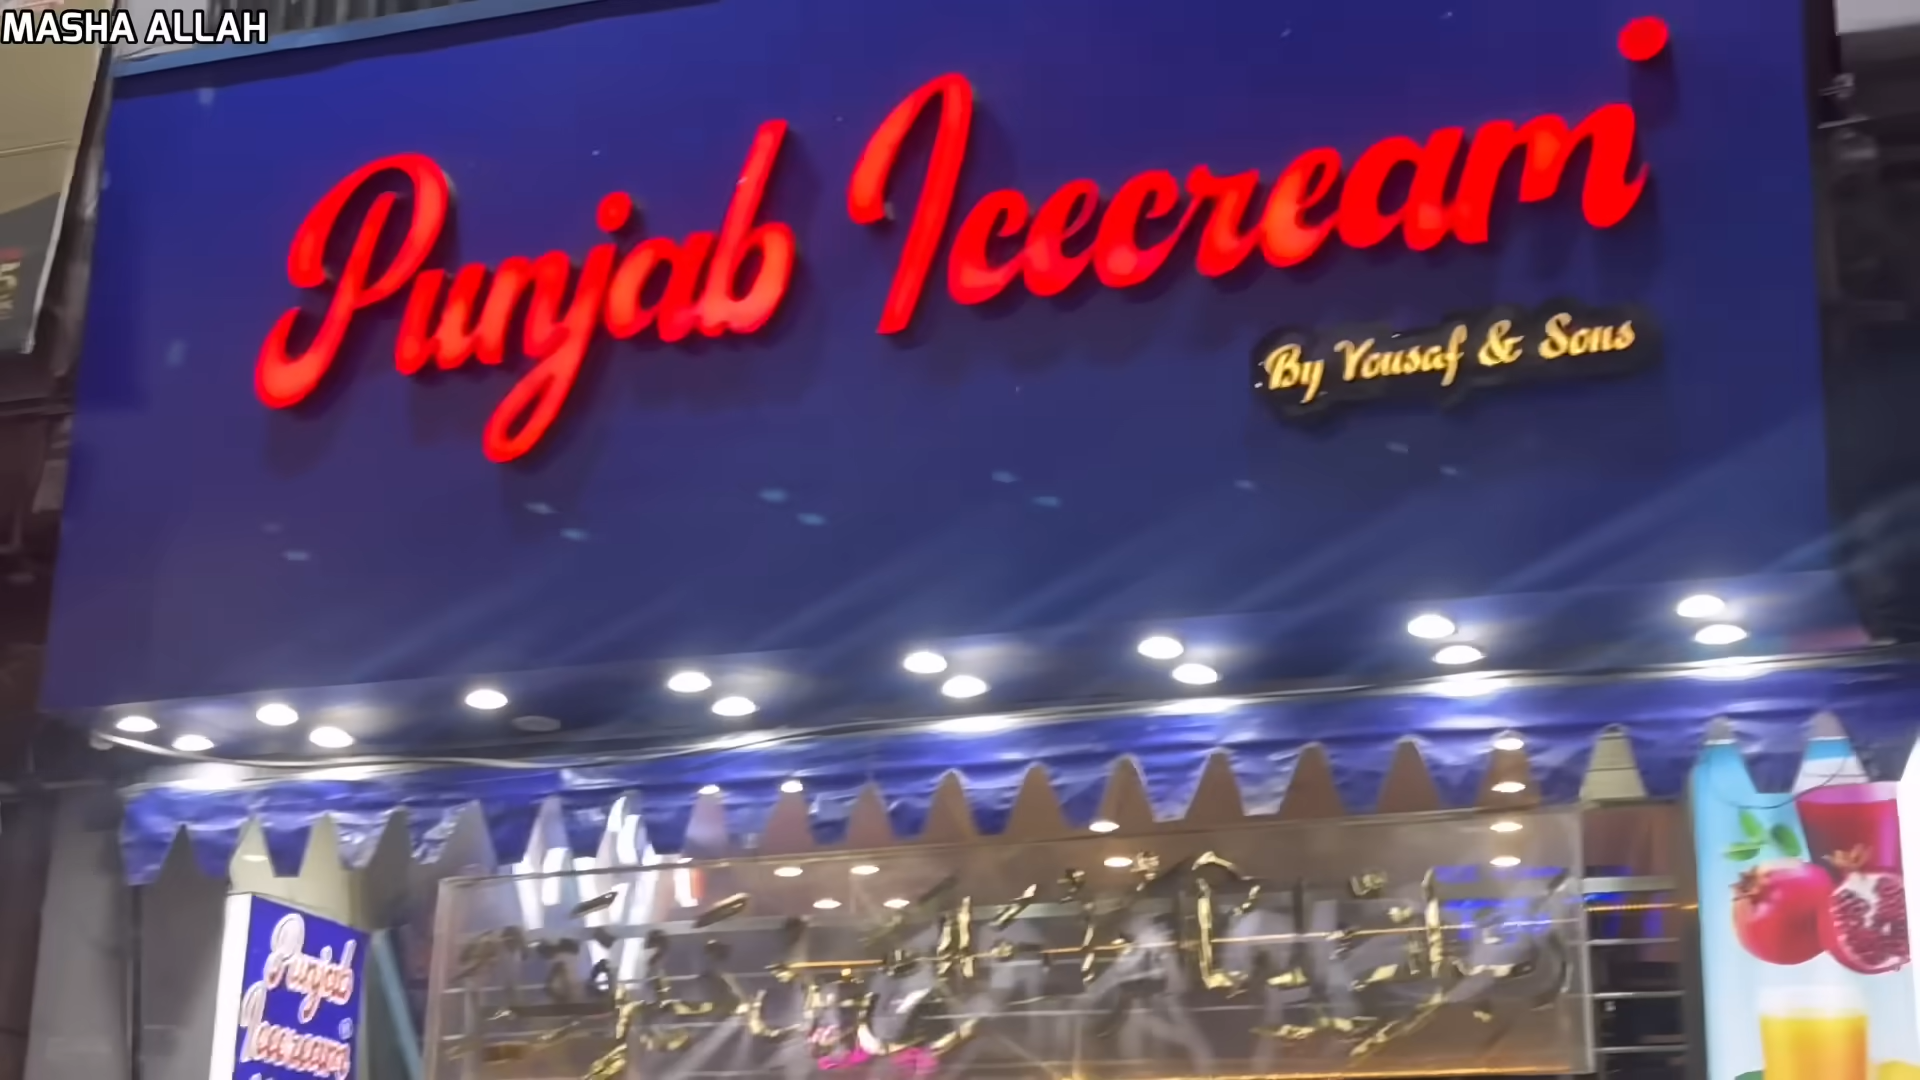 MASHA ALLAH
Punjab Icecream
By Yousaf & Sons
Punjab
Icecream